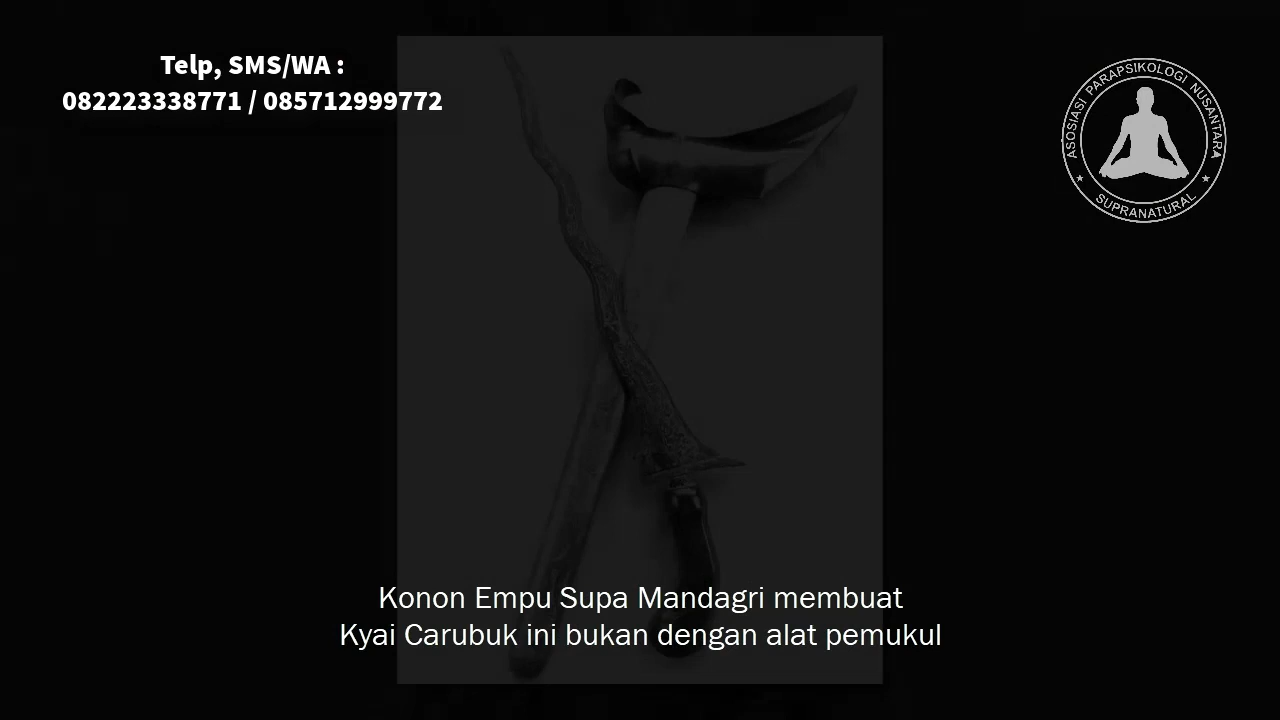 Telp, SMS/WA :
082223338771 / 085712999772
ASOSIASI PARAPSIKOLOGI NUSANTARA
SUPRANATURAL
Konon Empu Supa Mandagri membuat
Kyai Carubuk ini bukan dengan alat pemukul